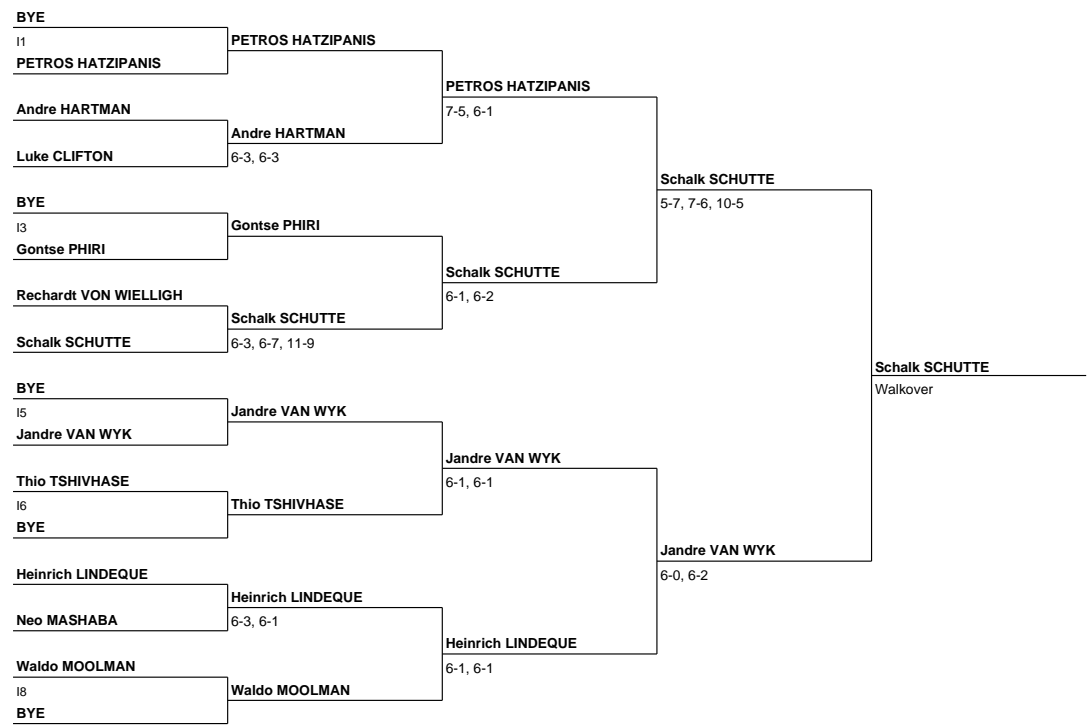 BYE
I1
PETROS HATZIPANIS
Andre HARTMAN
Luke CLIFTON
BYE
I3
Gontse PHIRI
Rechardt VON WIELLIGH
Schalk SCHUTTE
BYE
I5
Jandre VAN WYK
Thio TSHIVHASE
I6
BYE
Heinrich LINDEQUE
Neo MASHABA
Waldo MOOLMAN
I8
BYE
PETROS HATZIPANIS
Andre HARTMAN
6-3, 6-3
Gontse PHIRI
Schalk SCHUTTE
6-3, 6-7, 11-9
Jandre VAN WYK
Thio TSHIVHASE
Heinrich LINDEQUE
6-3, 6-1
Waldo MOOLMAN
PETROS HATZIPANIS
7-5, 6-1
Schalk SCHUTTE
6-1, 6-2
Jandre VAN WYK
6-1, 6-1
Heinrich LINDEQUE
6-1, 6-1
Schalk SCHUTTE
5-7, 7-6, 10-5
Jandre VAN WYK
6-0, 6-2
Schalk SCHUTTE
Walkover